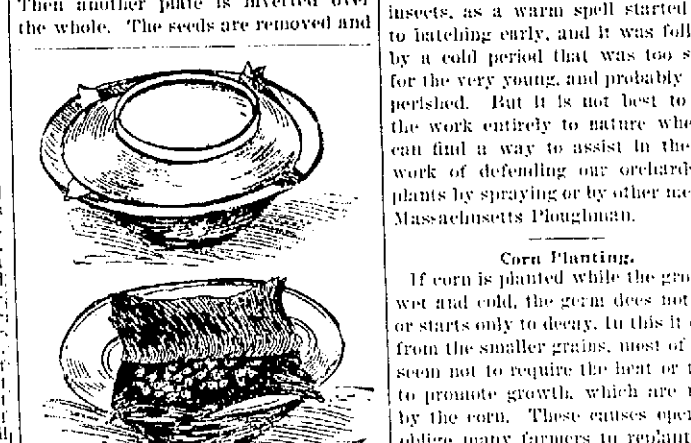 Then another plate is inverted over
the whole. The seeds are removed and
insects, as a warm spell started
to hatching early, and it was foll
by a cold period that was too s
for the very young, and probably
perished. But it is not best to
the work entirely to nature whe
can find a way to assist in the
work of defending our orchards
plants by spraying or by other me
Massachusetts Ploughman.
Corn Planting.
If corn is planted while the gro
wet and cold, the germ does not
or starts only to decay. In this it
from the smaller grains, most of
seem not to require the heat or
to promote growth, which are
by the corn. These causes ope
oblige many farmers to replant